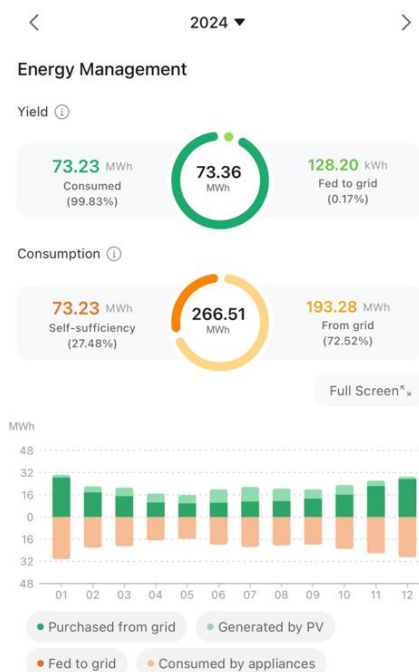 2024
Energy Management
Yield
73.23 MWh
Consumed
(99.83%)
73.36
MWh
128.20 kWh
Fed to grid
(0.17%)
Consumption
73.23 MWh
Self-sufficiency
(27.48%)
266.51
MWh
193.28 MWh
From grid
(72.52%)
Full Screen
MWh
48
32
16
0
16
32
48
01 02 03 04 05 06 07 08 09 10 11 12
Purchased from grid
Generated by PV
Fed to grid
Consumed by appliances